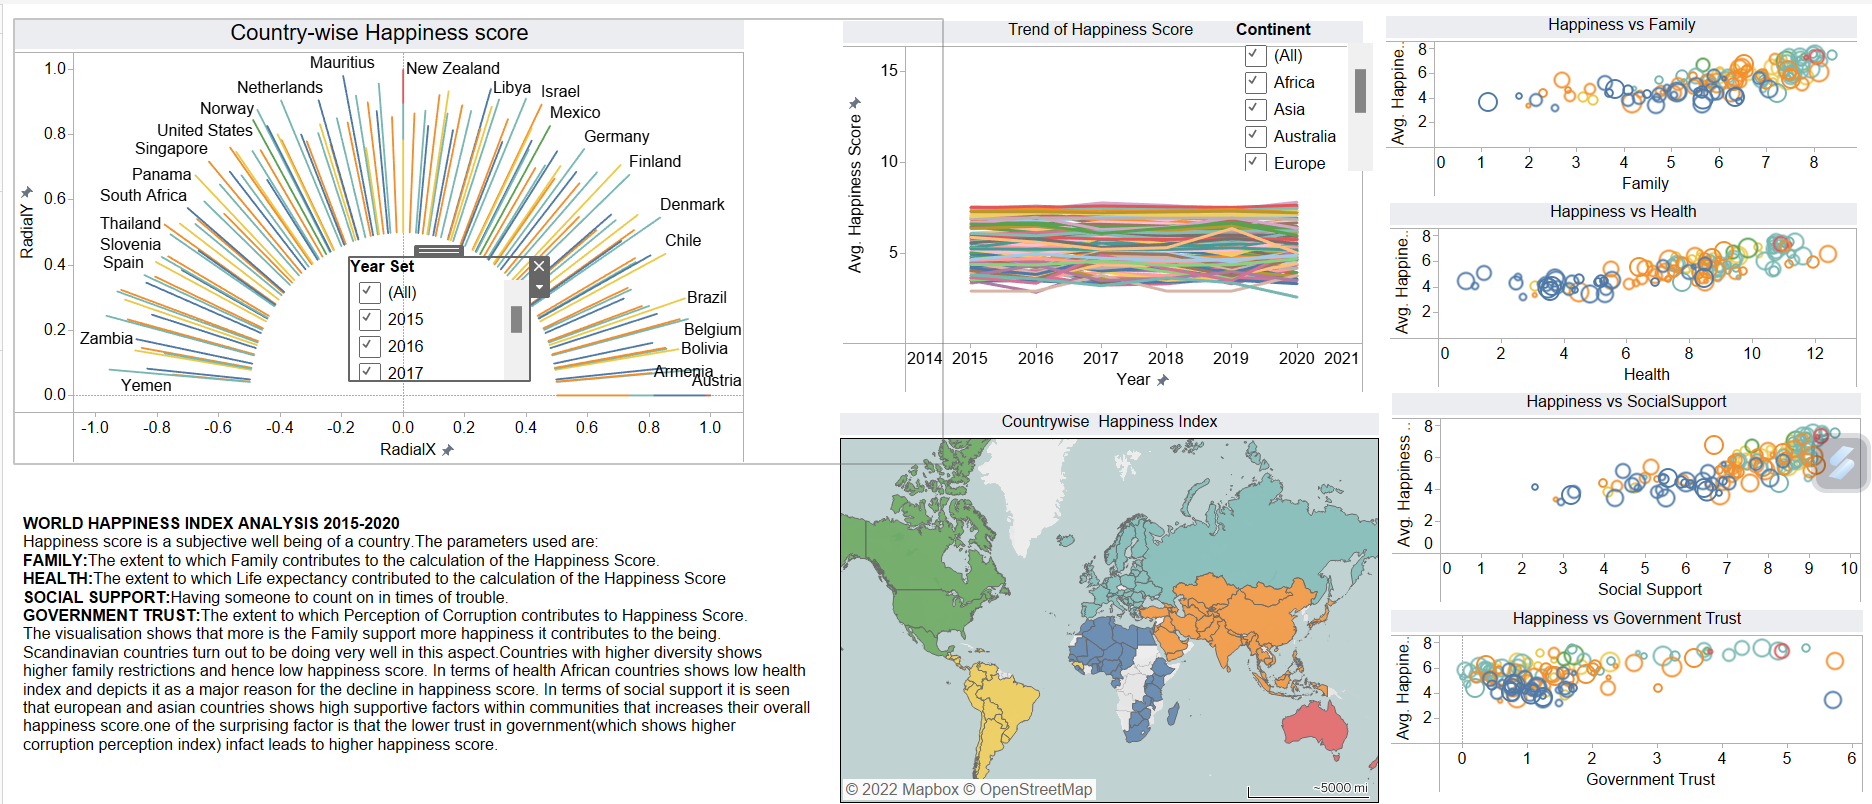 Country-wise Happiness score
1.0
0.8
0.6
0.4
0.2
0.0
RadialY
Mauritius
New Zealand
Netherlands
Libya
Israel
Norway
Mexico
United States
Germany
Singapore
Finland
Panama
South Africa
Denmark
Thailand
Slovenia
Chile
Spain
Brazil
Zambia
Belgium
Bolivia
Armenia
Yemen
Austria
Year Set
(All)
2015
2016
2017
-1.0 -0.8 -0.6 -0.4 -0.2 0.0 0.2 0.4 0.6 0.8 1.0
RadialX
WORLD HAPPINESS INDEX ANALYSIS 2015-2020
Happiness score is a subjective well being of a country.The parameters used are:
FAMILY:The extent to which Family contributes to the calculation of the Happiness Score.
HEALTH:The extent to which Life expectancy contributed to the calculation of the Happiness Score
SOCIAL SUPPORT:Having someone to count on in times of trouble.
GOVERNMENT TRUST:The extent to which Perception of Corruption contributes to Happiness Score.
The visualisation shows that more is the Family support more happiness it contributes to the being.
Scandinavian countries turn out to be doing very well in this aspect.Countries with higher diversity shows
higher family restrictions and hence low happiness score. In terms of health African countries shows low health
index and depicts it as a major reason for the decline in happiness score. In terms of social support it is seen
that european and asian countries shows high supportive factors within communities that increases their overall
happiness score.one of the surprising factor is that the lower trust in government(which shows higher
corruption perception index) infact leads to higher happiness score.
Trend of Happiness Score
Continent
(All)
Africa
Asia
Australia
Europe
15
10
5
Avg. Happiness Score
2014 2015 2016 2017 2018 2019 2020 2021
Year
Countrywise Happiness Index
© 2022 Mapbox © OpenStreetMap
~5000 mi
Happiness vs Family
8
6
4
2
Avg. Happine..
0 1 2 3 4 5 6 7 8
Family
Happiness vs Health
8
6
4
2
Avg. Happine..
0 2 4 6 8 10 12
Health
Happiness vs SocialSupport
8
6
4
2
0
Avg. Happiness ..
0 1 2 3 4 5 6 7 8 9 10
Social Support
Happiness vs Government Trust
8
6
4
2
Avg. Happine..
0 1 2 3 4 5 6
Government Trust